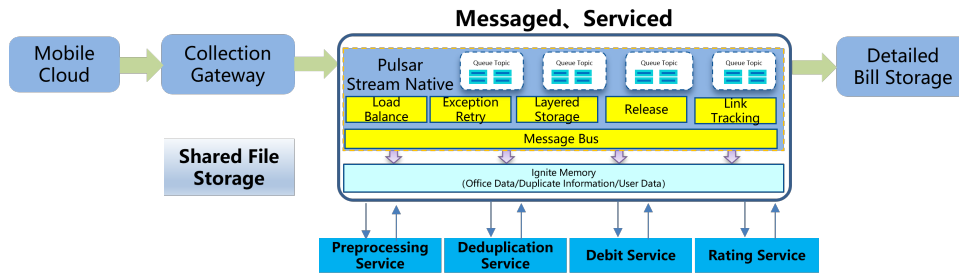 Messaged、Serviced
Mobile
Cloud
Collection
Gateway
Pulsar
Stream Native
Queue Topic
Queue Topic
Queue Topic
Queue Topic
Detailed
Bill Storage
Load
Balance
Exception
Retry
Layered
Storage
Release
Link
Tracking
Message Bus
Shared File
Storage
Ignite Memory
(Office Data/Duplicate Information/User Data)
Preprocessing
Service
Deduplication
Service
Debit Service
Rating Service